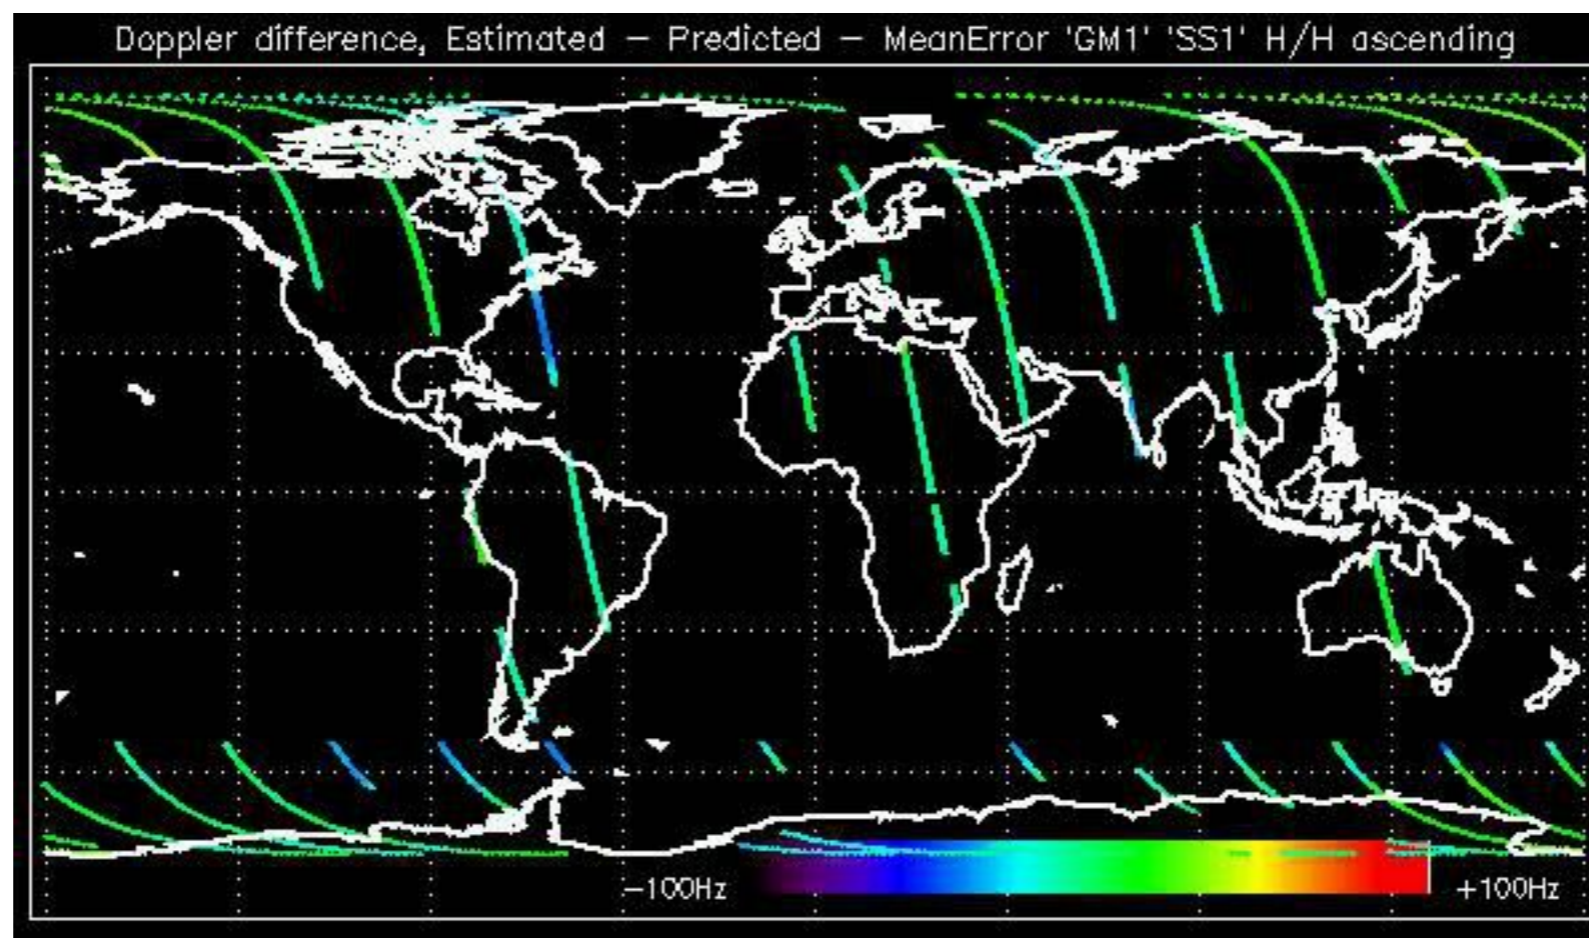 Doppler difference, Estimated – Predicted – MeanError 'GM1' 'SS1' H/H ascending
–100Hz +100Hz